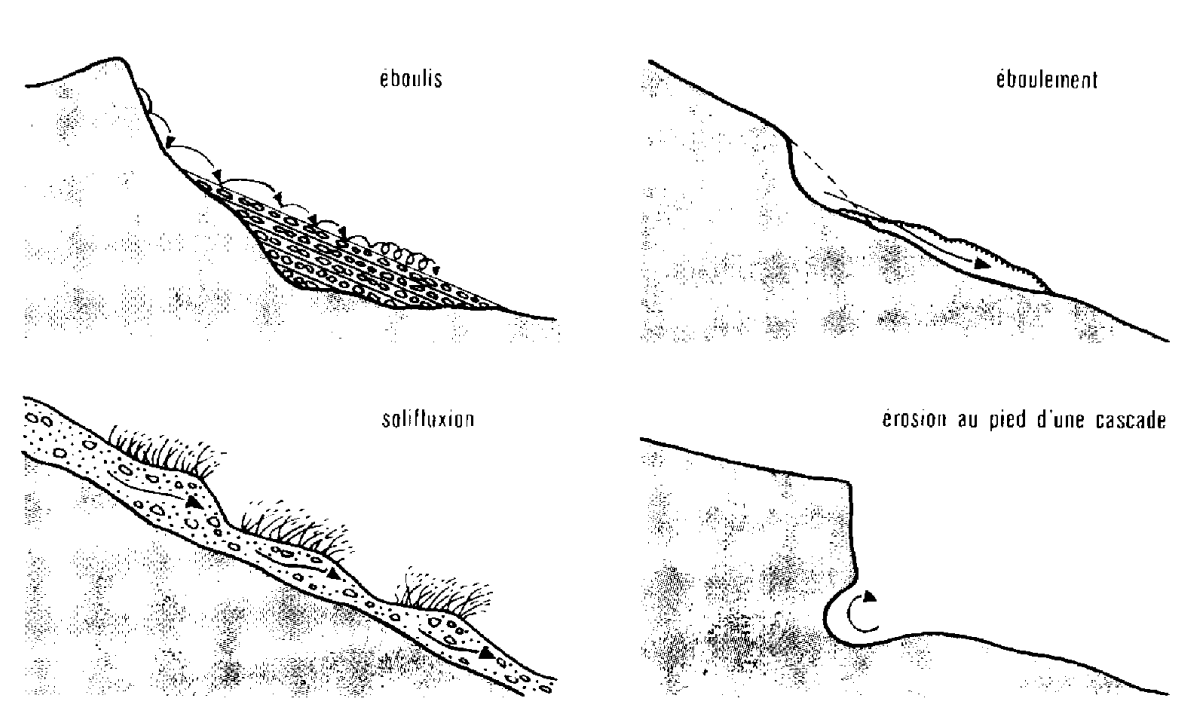 éboulis
éboulement
solifluxion
érosion au pied d'une cascade